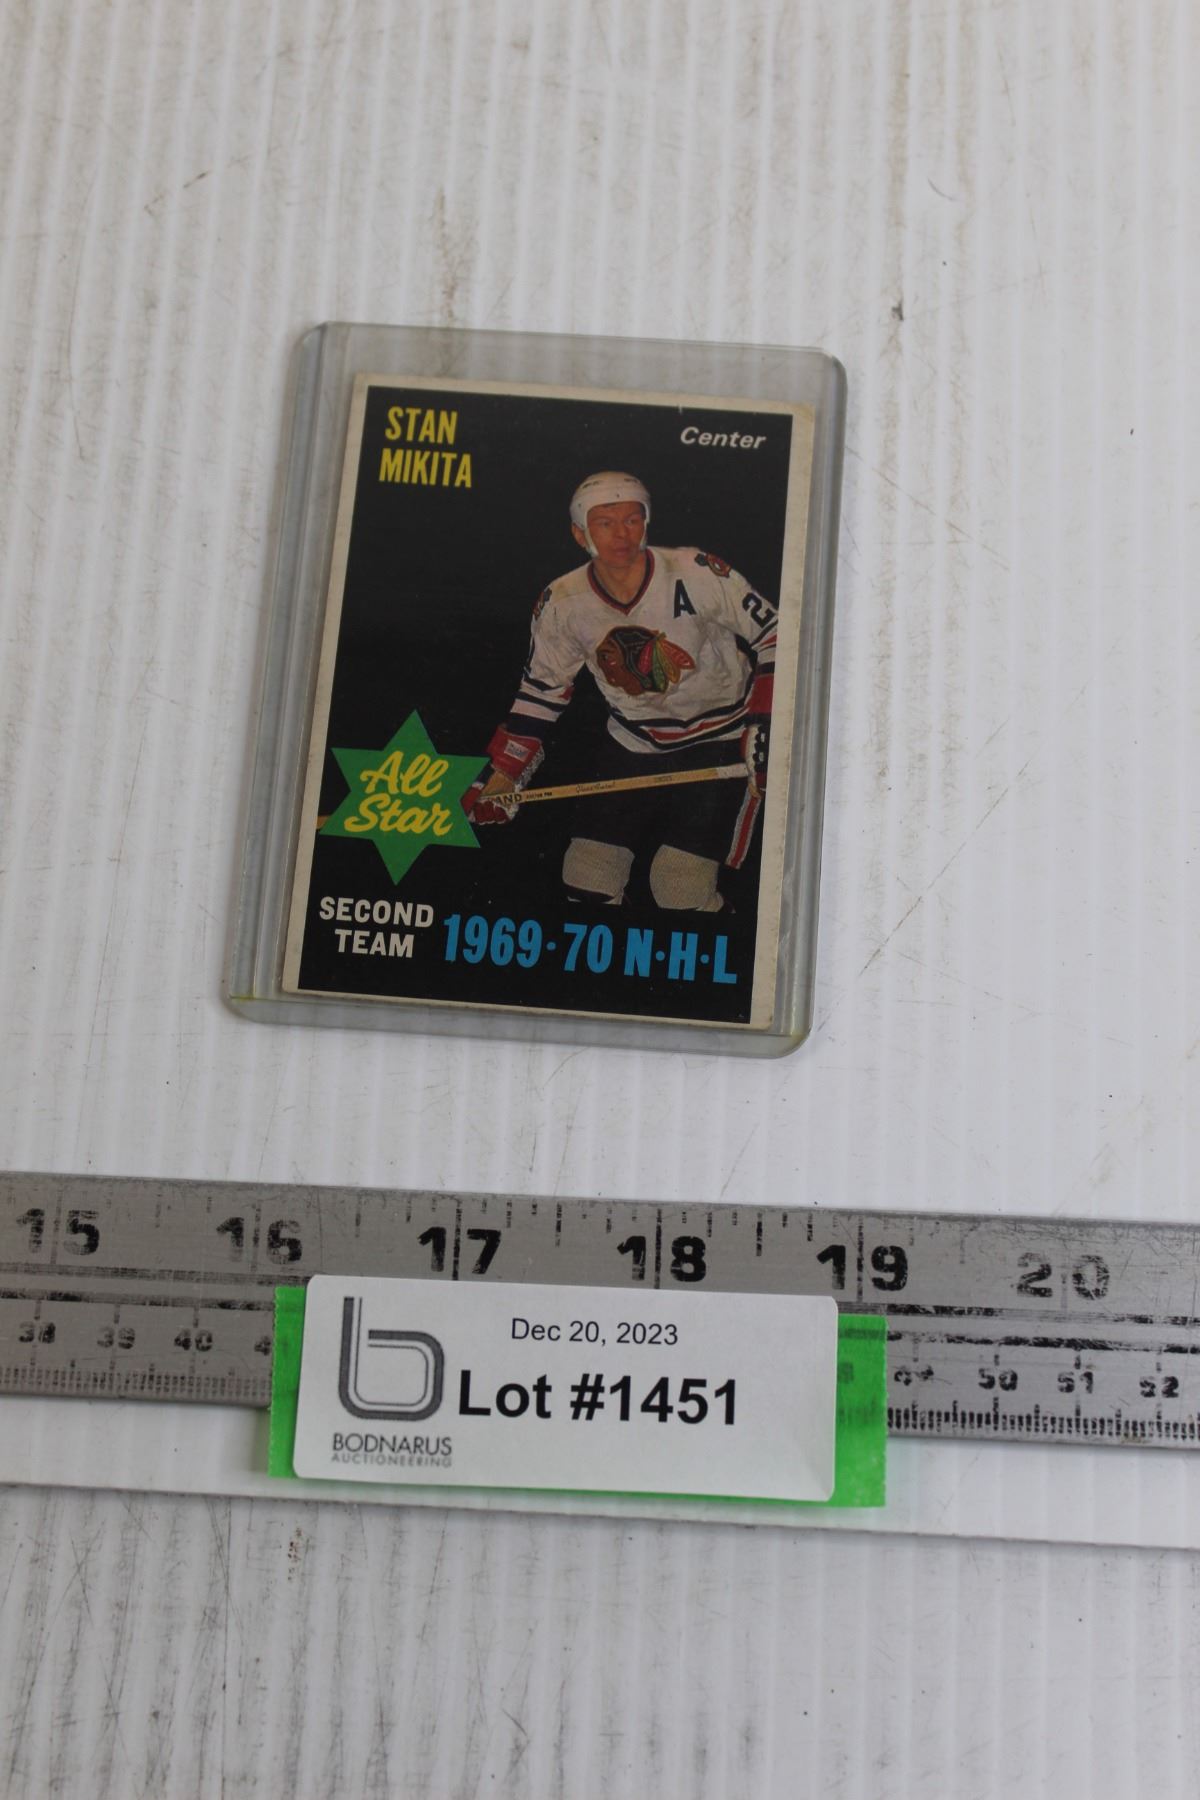 STAN
MIKITA
Center
A
2
All
Star
SECOND
TEAM
1969·70 N·H·L
15 16 17 18 19 20
38 39 40 50 51 52
Dec 20, 2023
Lot #1451
BODNARUS
AUCTIONEERING